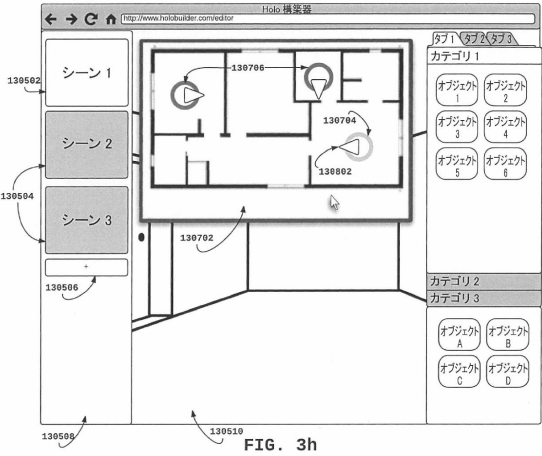 Holo 構築器
http://www.holobuilder.com/editor
シーン 1
シーン 2
シーン 3
+
130502
130504
130506
130508
130510
130706
130704
130802
130702
タブ 1 タブ 2 タブ 3
カテゴリ 1
オブジェクト 1
オブジェクト 2
オブジェクト 3
オブジェクト 4
オブジェクト 5
オブジェクト 6
カテゴリ 2
カテゴリ 3
オブジェクト A
オブジェクト B
オブジェクト C
オブジェクト D
FIG. 3h